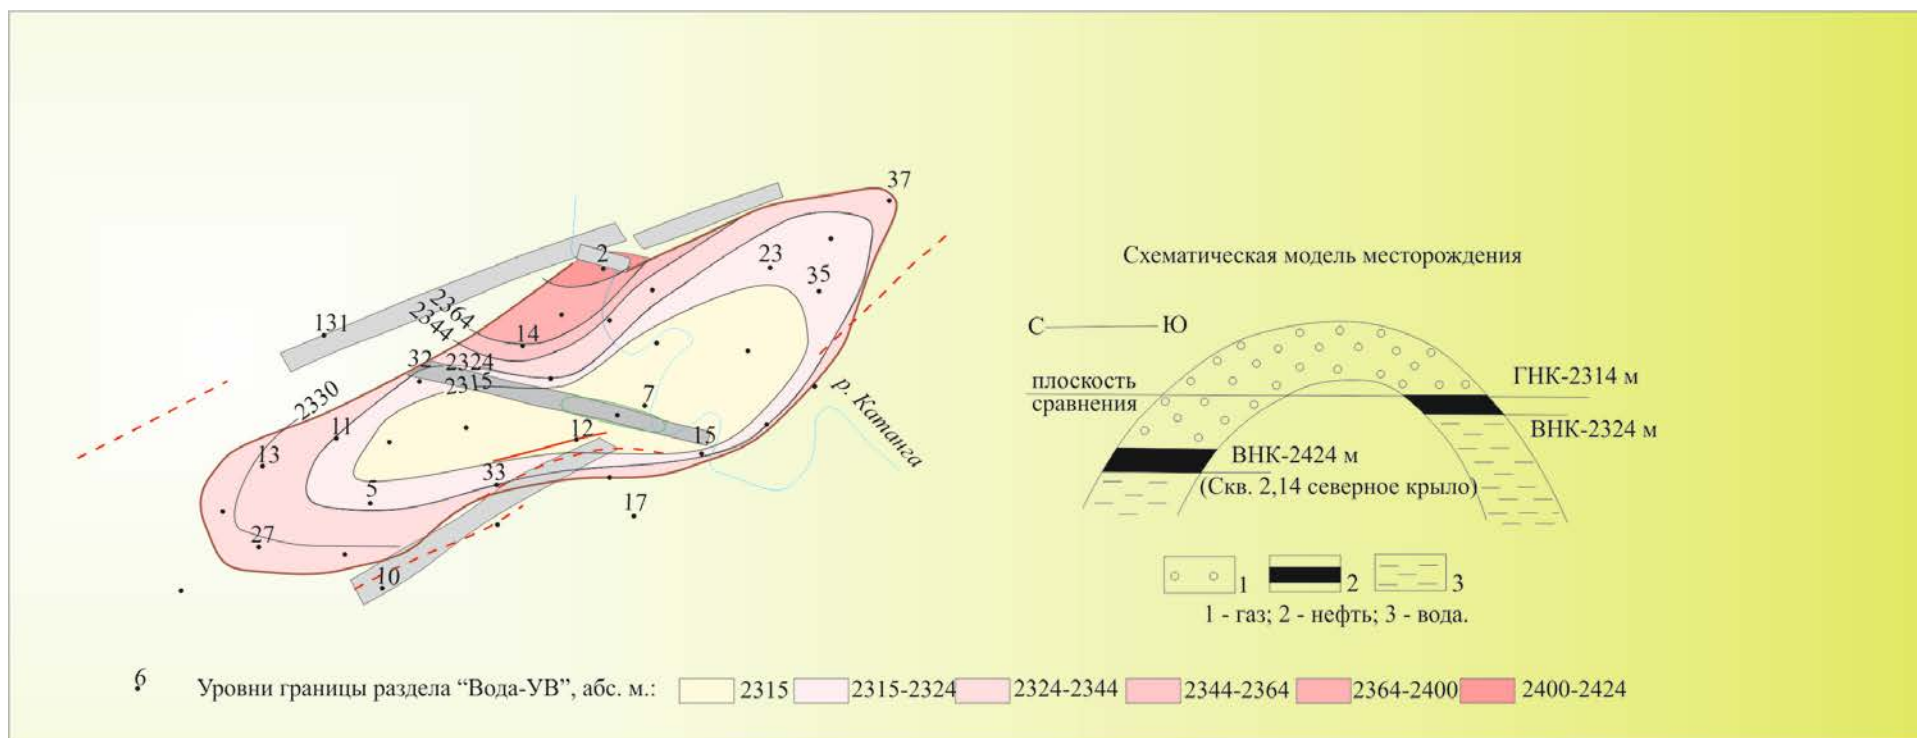 37
2
23
35
131
2364
2344
14
32
2324
2315
2330
7
р. Катанга
11
12
15
13
33
5
17
27
10
Схематическая модель месторождения
С
Ю
плоскость
сравнения
ГНК-2314 м
ВНК-2324 м
ВНК-2424 м
(Скв. 2,14 северное крыло)
1
2
3
1 - газ; 2 - нефть; 3 - вода.
6
Уровни границы раздела “Вода-УВ”, абс. м.:
2315
2315-2324
2324-2344
2344-2364
2364-2400
2400-2424